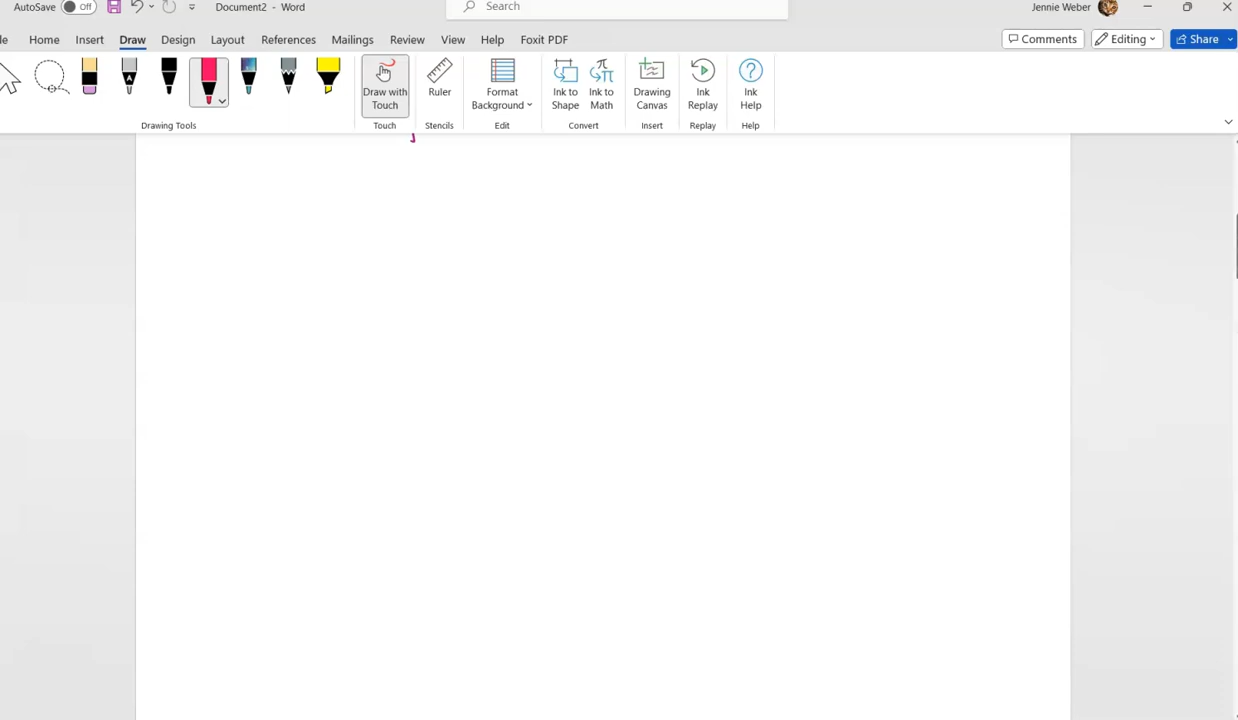 AutoSave Off Document2 - Word Search Jennie Weber
Home Insert Draw Design Layout References Mailings Review View Help Foxit PDF Comments Editing Share
A
Draw with Touch
Ruler
Format Background
Ink to Shape
Ink to Math
Drawing Canvas
Ink Replay
Ink Help
Drawing Tools Touch Stencils Edit Convert Insert Replay Help